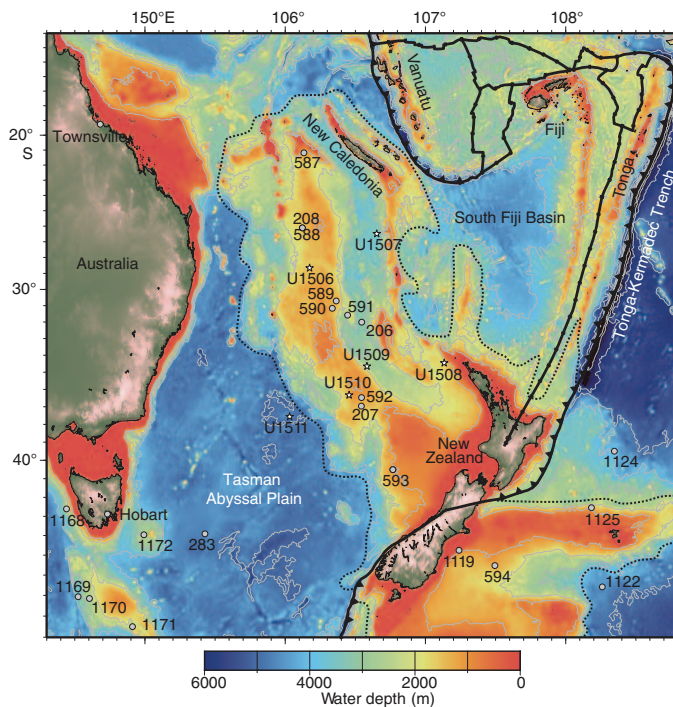 150°E 106° 107° 108°
20°
S
30°
40°
Townsville
Australia
Hobart
Vanuatu
Fiji
Tonga
New Caledonia
South Fiji Basin
Tonga-Kermadec Trench
587
208
588
U1507
U1506
589
590
591
206
U1509
U1508
U1510
592
207
U1511
New
Zealand
593
1124
Tasman
Abyssal Plain
1168
1172
283
1125
1119
594
1122
1169
1170
1171
6000 4000 2000 0
Water depth (m)